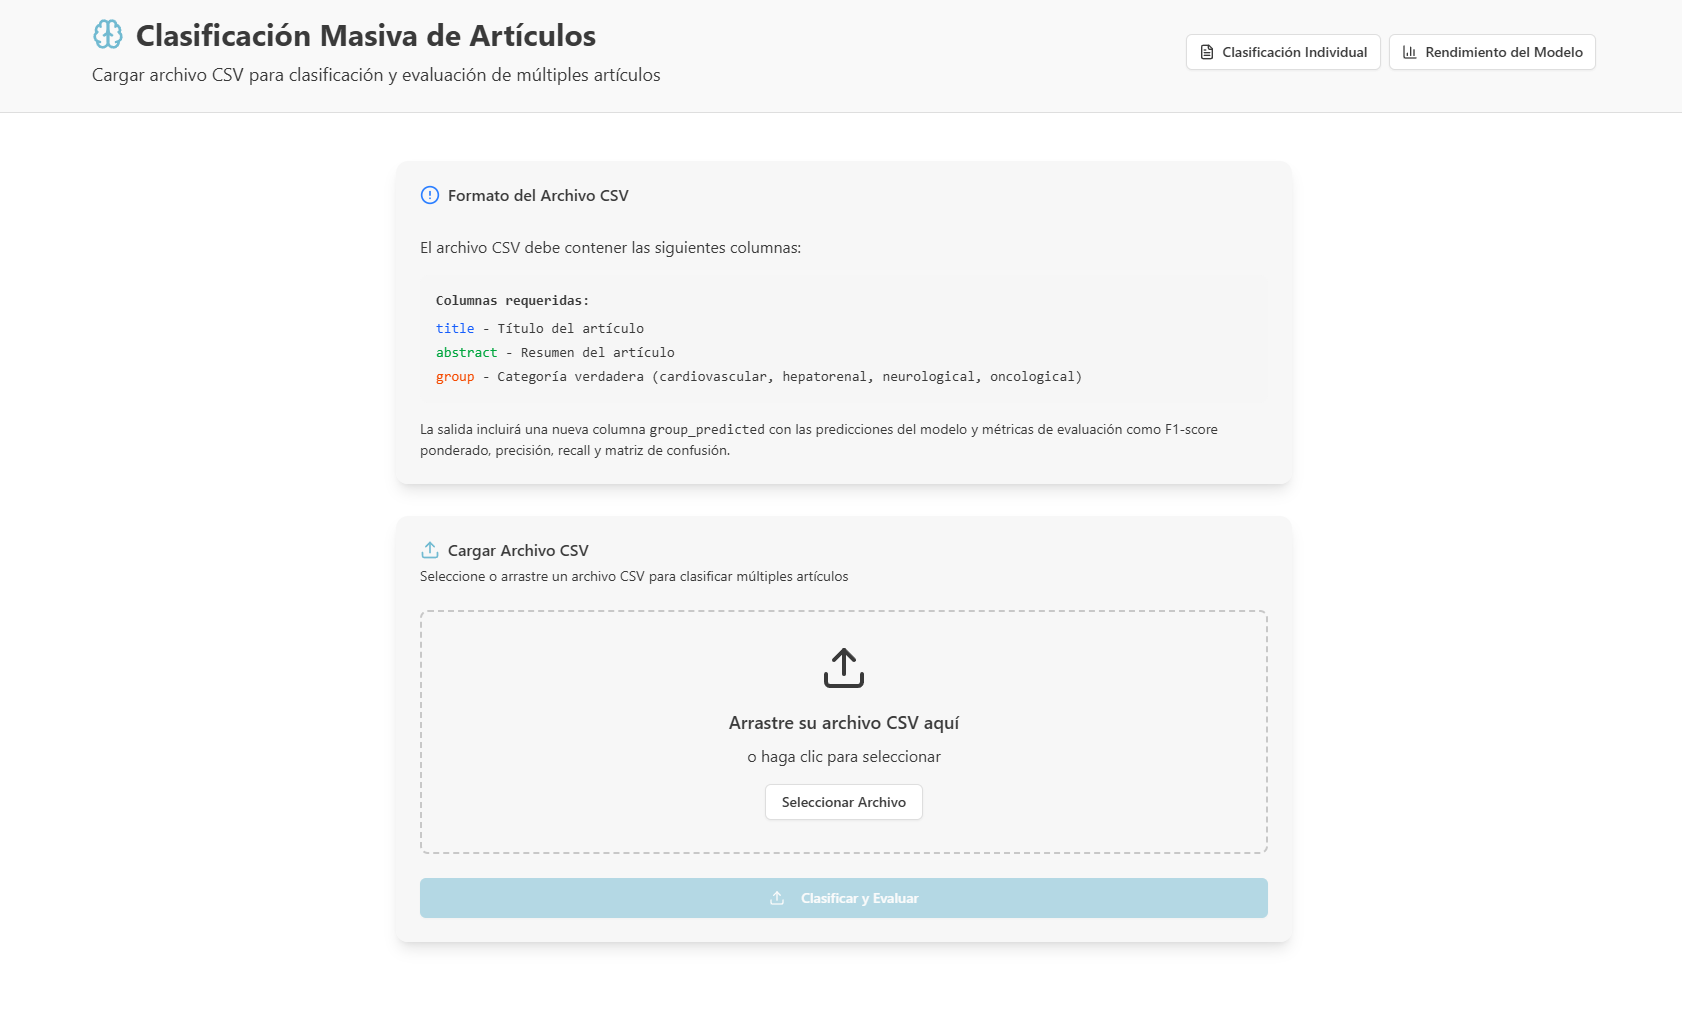 Clasificación Masiva de Artículos
Cargar archivo CSV para clasificación y evaluación de múltiples artículos
Clasificación Individual
Rendimiento del Modelo
Formato del Archivo CSV
El archivo CSV debe contener las siguientes columnas:
Columnas requeridas:
title - Título del artículo
abstract - Resumen del artículo
group - Categoría verdadera (cardiovascular, hepatorenal, neurological, oncological)
La salida incluirá una nueva columna group_predicted con las predicciones del modelo y métricas de evaluación como F1-score
ponderado, precisión, recall y matriz de confusión.
Cargar Archivo CSV
Seleccione o arrastre un archivo CSV para clasificar múltiples artículos
Arrastre su archivo CSV aquí
o haga clic para seleccionar
Seleccionar Archivo
Clasificar y Evaluar